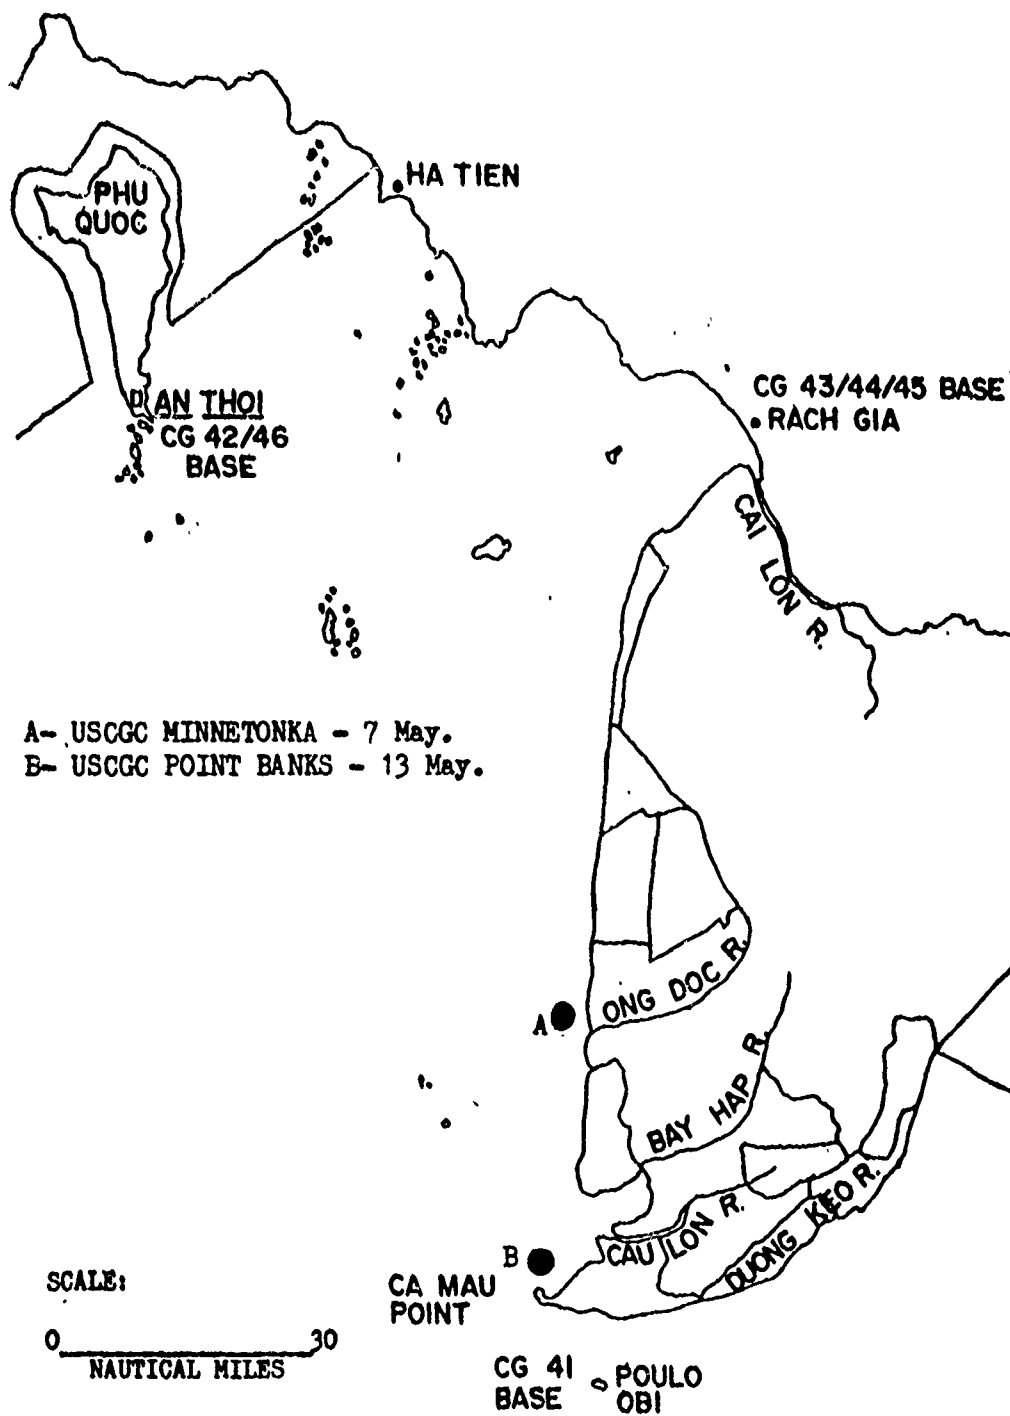 HA TIEN
PHU
QUOC
CG 43/44/45 BASE
RACH GIA
AN THOI
CG 42/46
BASE
CAI LON R.
A- USCGC MINNETONKA - 7 May.
B- USCGC POINT BANKS - 13 May.
ONG DOC R.
A
BAY HAP R.
CAU LON R.
DUONG KEO R.
B
CA MAU
POINT
SCALE:
0 30
NAUTICAL MILES
CG 41
BASE
POULO
OBI